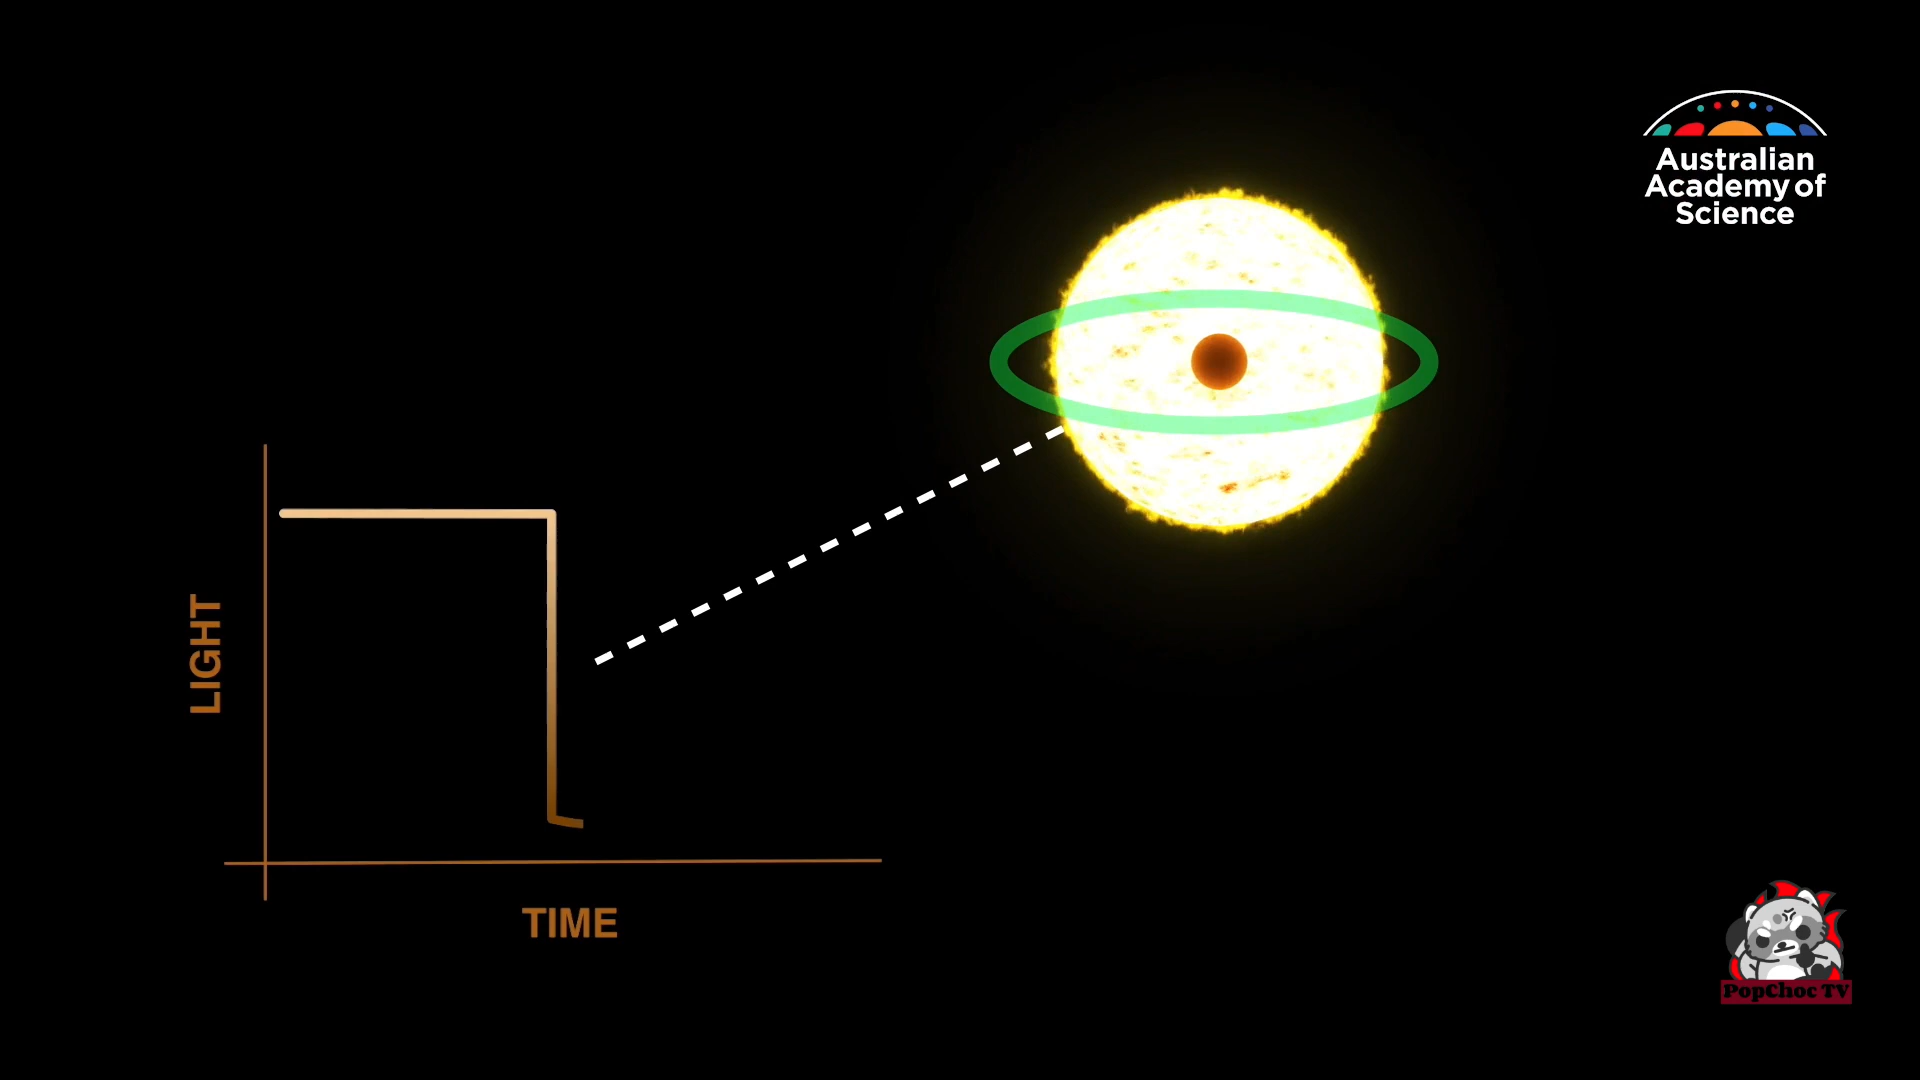 Australian
Academy of
Science
LIGHT
TIME
PopChoc TV